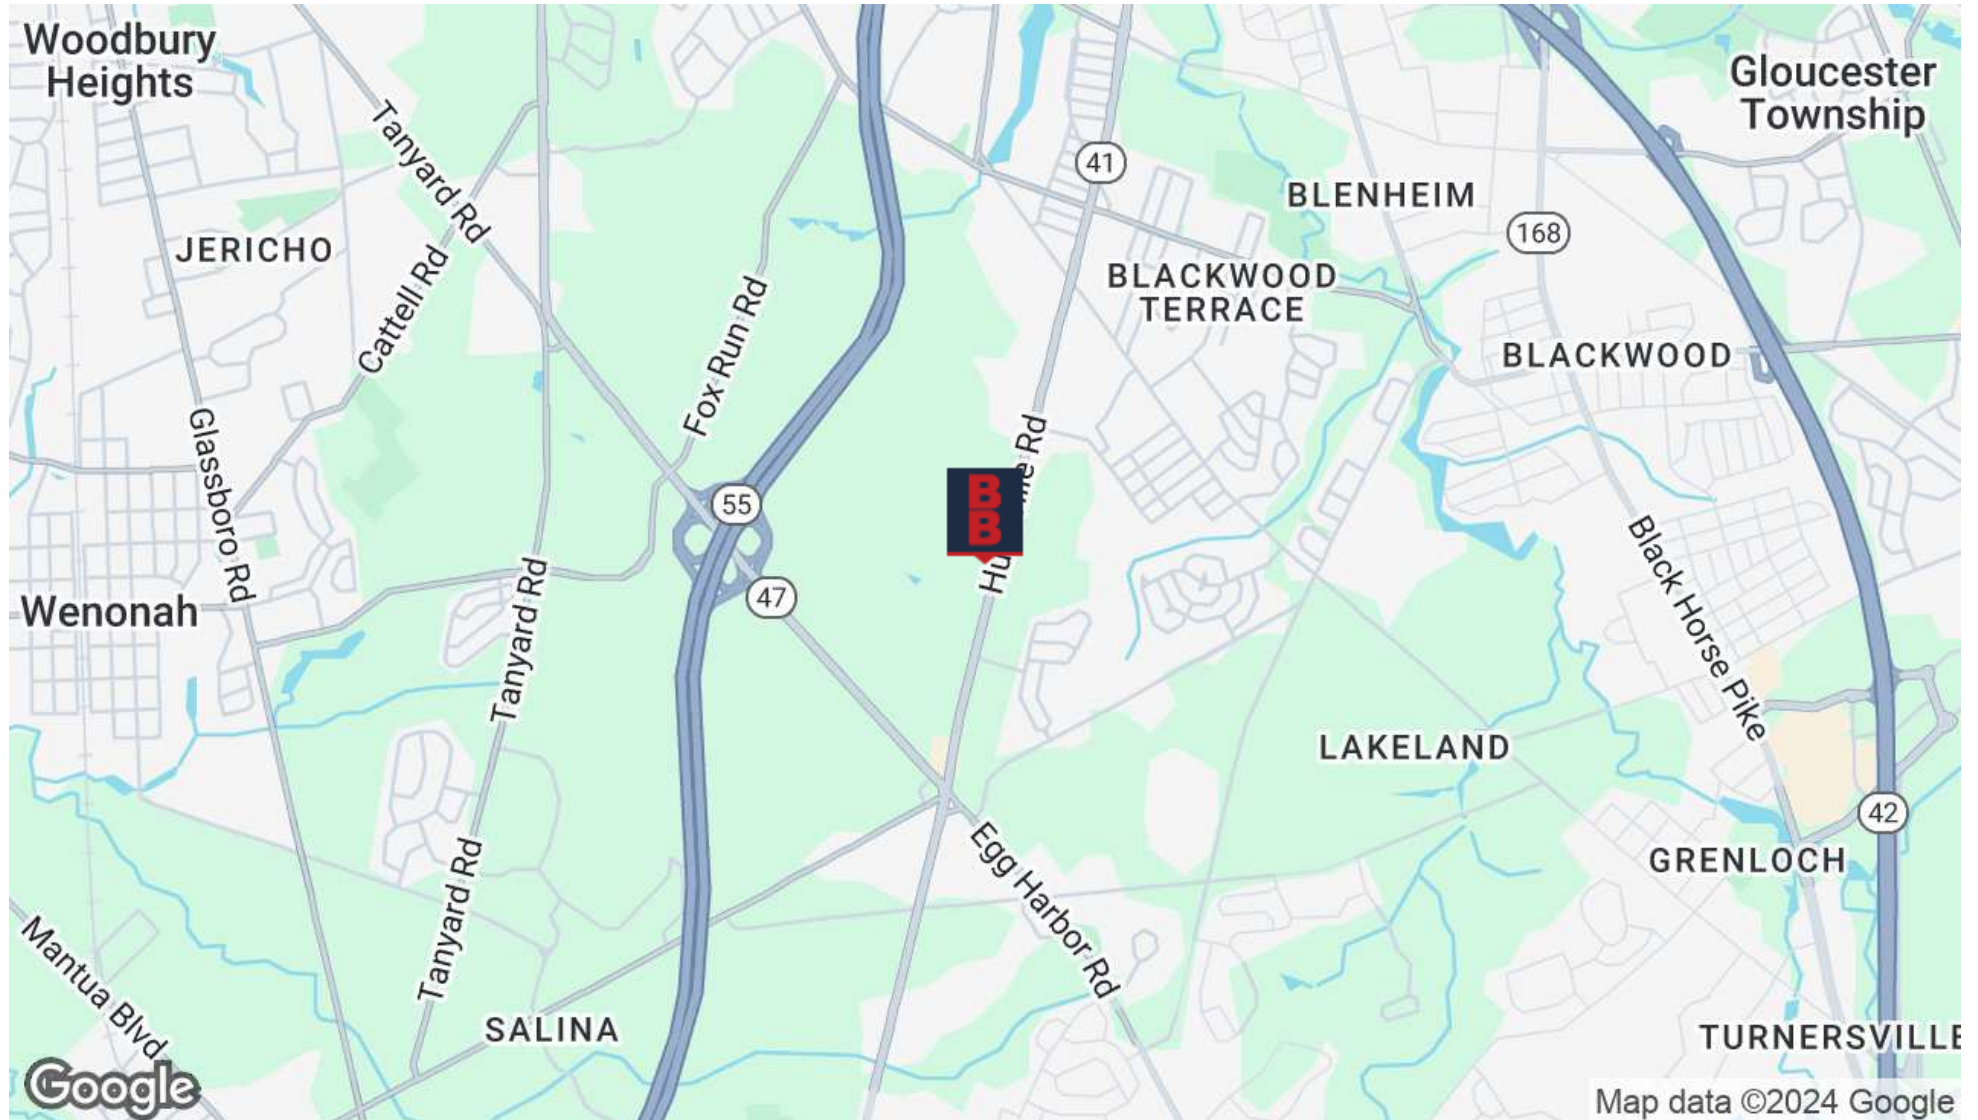 Woodbury
Heights
Gloucester
Township
Tanyard Rd
41
BLENHEIM
168
JERICHO
Cattell Rd
BLACKWOOD
TERRACE
Fox Run Rd
BLACKWOOD
Glassboro Rd
55
B
B
Black Horse Pike
47
Wenonah
Tanyard Rd
LAKELAND
42
Egg Harbor Rd
GRENLOCH
Tanyard Rd
Mantua Blvd
SALINA
TURNERSVILLE
Google
Map data ©2024 Google